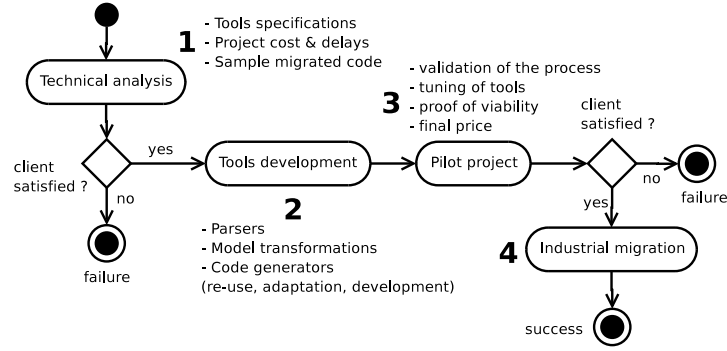 1
- Tools specifications
- Project cost & delays
- Sample migrated code
Technical analysis
client
satisfied ?
yes
no
failure
Tools development
2
- Parsers
- Model transformations
- Code generators
(re-use, adaptation, development)
3
- validation of the process
- tuning of tools
- proof of viability
- final price
Pilot project
client
satisfied ?
no
failure
yes
4
Industrial migration
success